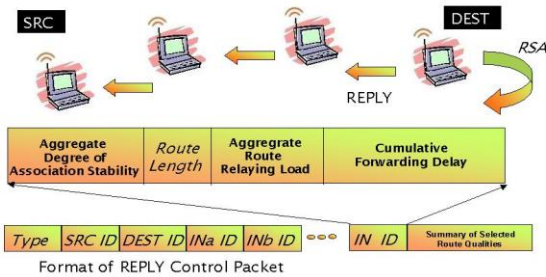 SRC
DEST
RSA
REPLY
Aggregate Degree of Association Stability
Route Length
Aggregrate Route Relaying Load
Cumulative Forwarding Delay
Type SRC ID DEST ID INa ID INb ID IN ID Summary of Selected Route Qualities
Format of REPLY Control Packet